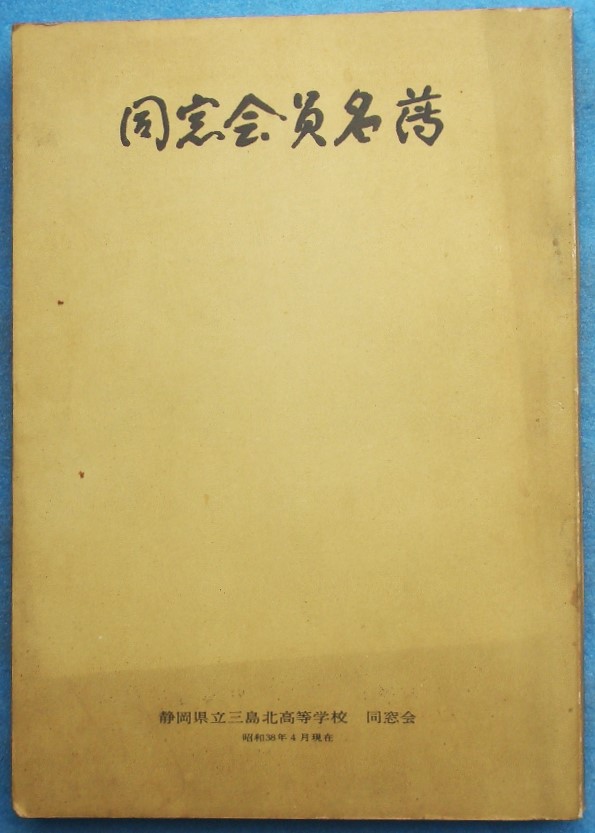 同窓会員名簿
静岡県立三島北高等学校　同窓会
昭和38年4月現在